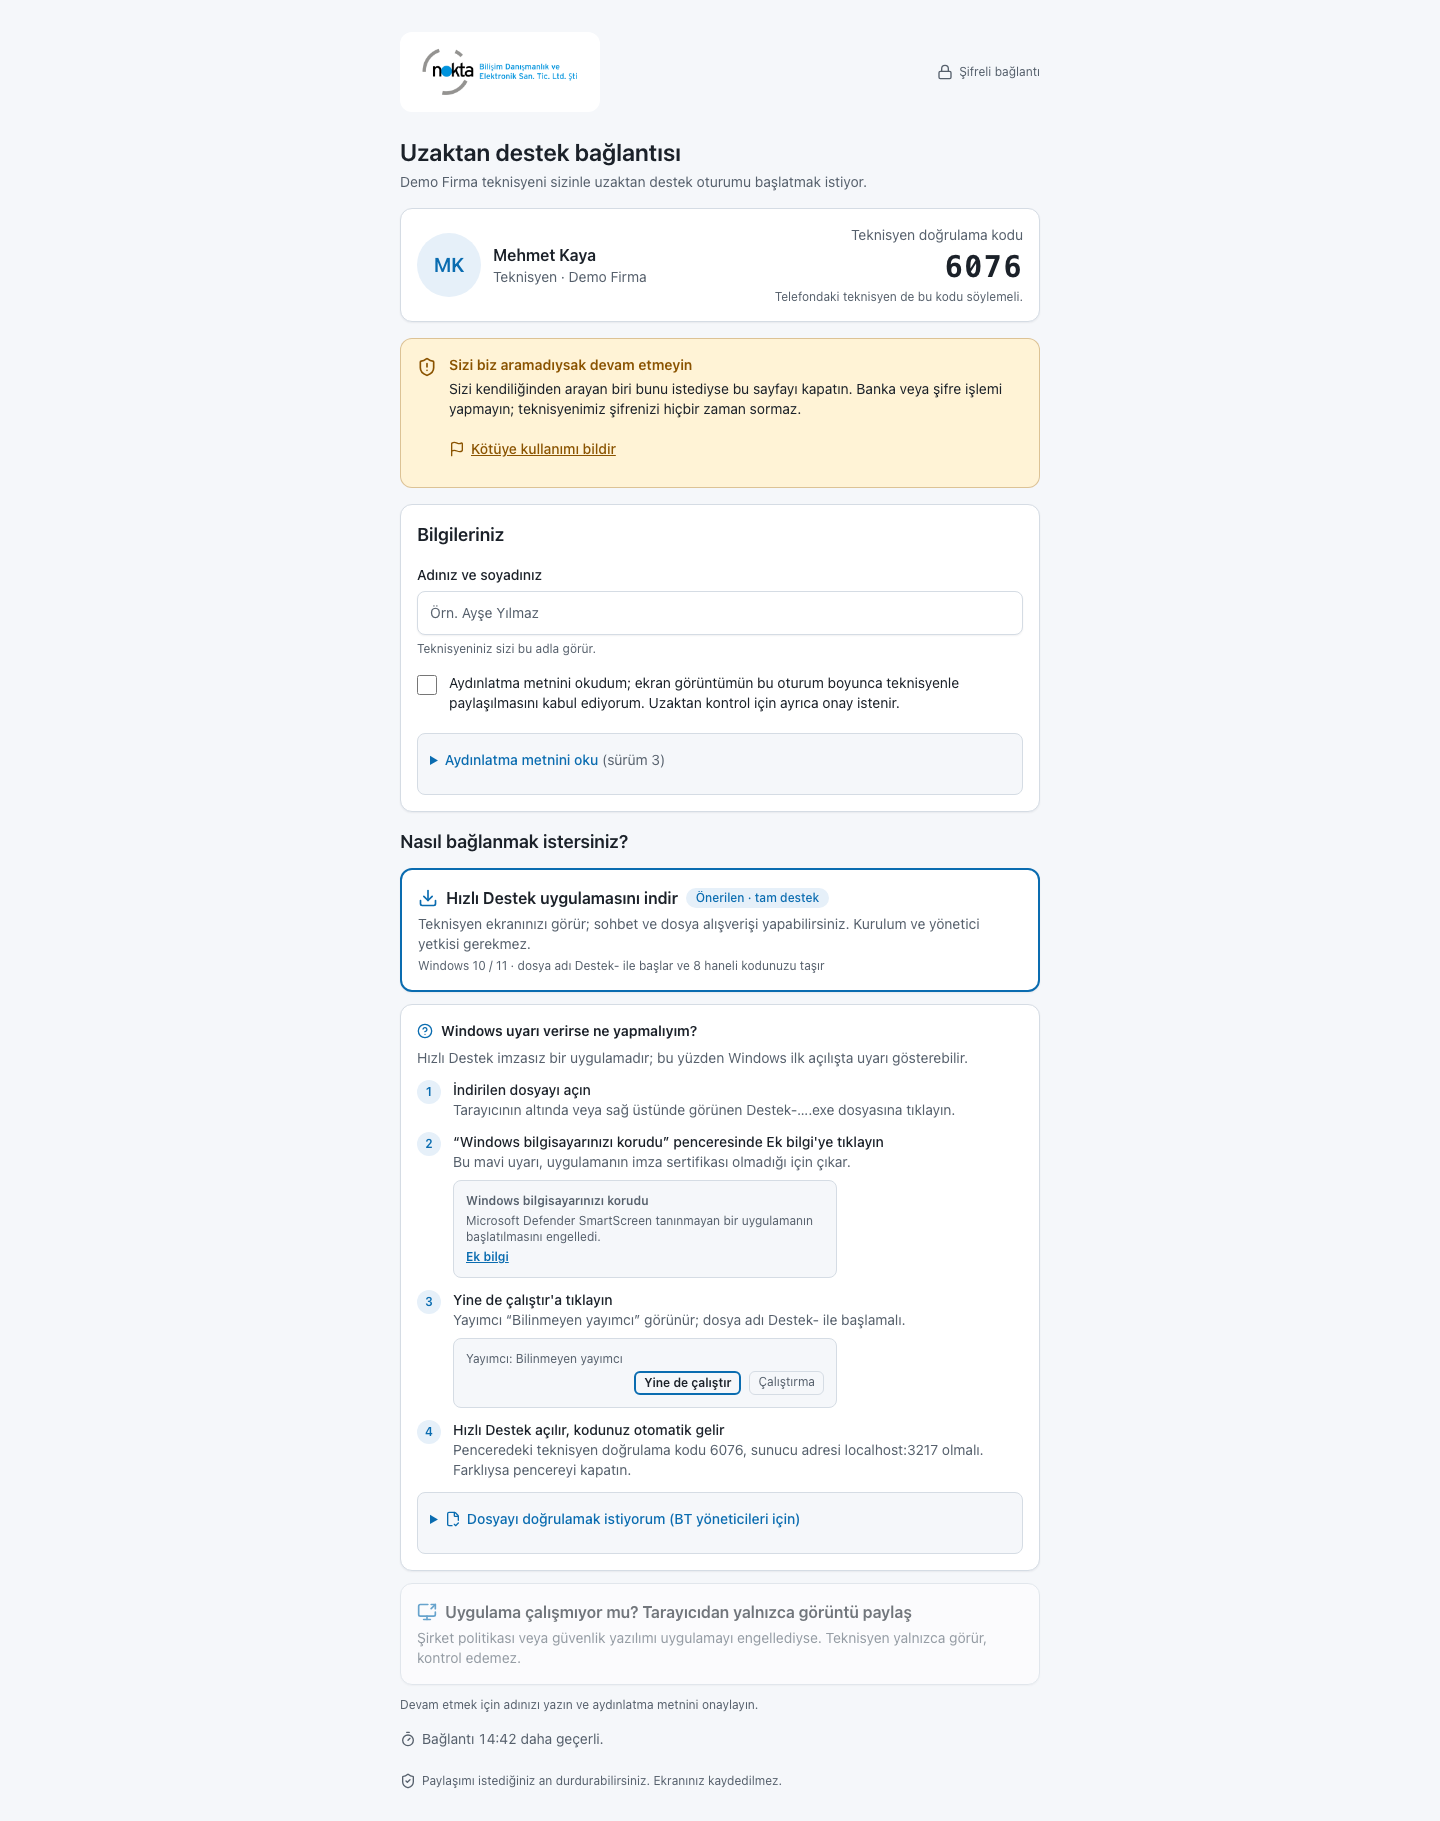 nokta Bilişim Danışmanlık ve
Elektronik San. Tic. Ltd. Şti
Şifreli bağlantı
Uzaktan destek bağlantısı
Demo Firma teknisyeni sizinle uzaktan destek oturumu başlatmak istiyor.
MK
Mehmet Kaya
Teknisyen · Demo Firma
Teknisyen doğrulama kodu
6076
Telefondaki teknisyen de bu kodu söylemeli.
Sizi biz aramadıysak devam etmeyin
Sizi kendiliğinden arayan biri bunu istediyse bu sayfayı kapatın. Banka veya şifre işlemi
yapmayın; teknisyenimiz şifrenizi hiçbir zaman sormaz.
Kötüye kullanımı bildir
Bilgileriniz
Adınız ve soyadınız
Örn. Ayşe Yılmaz
Teknisyeniniz sizi bu adla görür.
Aydınlatma metnini okudum; ekran görüntümün bu oturum boyunca teknisyenle
paylaşılmasını kabul ediyorum. Uzaktan kontrol için ayrıca onay istenir.
Aydınlatma metnini oku (sürüm 3)
Nasıl bağlanmak istersiniz?
Hızlı Destek uygulamasını indir Önerilen · tam destek
Teknisyen ekranınızı görür; sohbet ve dosya alışverişi yapabilirsiniz. Kurulum ve yönetici
yetkisi gerekmez.
Windows 10 / 11 · dosya adı Destek- ile başlar ve 8 haneli kodunuzu taşır
Windows uyarı verirse ne yapmalıyım?
Hızlı Destek imzasız bir uygulamadır; bu yüzden Windows ilk açılışta uyarı gösterebilir.
1 İndirilen dosyayı açın
Tarayıcının altında veya sağ üstünde görünen Destek-….exe dosyasına tıklayın.
2 “Windows bilgisayarınızı korudu” penceresinde Ek bilgi'ye tıklayın
Bu mavi uyarı, uygulamanın imza sertifikası olmadığı için çıkar.
Windows bilgisayarınızı korudu
Microsoft Defender SmartScreen tanınmayan bir uygulamanın
başlatılmasını engelledi.
Ek bilgi
3 Yine de çalıştır'a tıklayın
Yayımcı “Bilinmeyen yayımcı” görünür; dosya adı Destek- ile başlamalı.
Yayımcı: Bilinmeyen yayımcı
Yine de çalıştır Çalıştırma
4 Hızlı Destek açılır, kodunuz otomatik gelir
Penceredeki teknisyen doğrulama kodu 6076, sunucu adresi localhost:3217 olmalı.
Farklıysa pencereyi kapatın.
Dosyayı doğrulamak istiyorum (BT yöneticileri için)
Uygulama çalışmıyor mu? Tarayıcıdan yalnızca görüntü paylaş
Şirket politikası veya güvenlik yazılımı uygulamayı engellediyse. Teknisyen yalnızca görür,
kontrol edemez.
Devam etmek için adınızı yazın ve aydınlatma metnini onaylayın.
Bağlantı 14:42 daha geçerli.
Paylaşımı istediğiniz an durdurabilirsiniz. Ekranınız kaydedilmez.